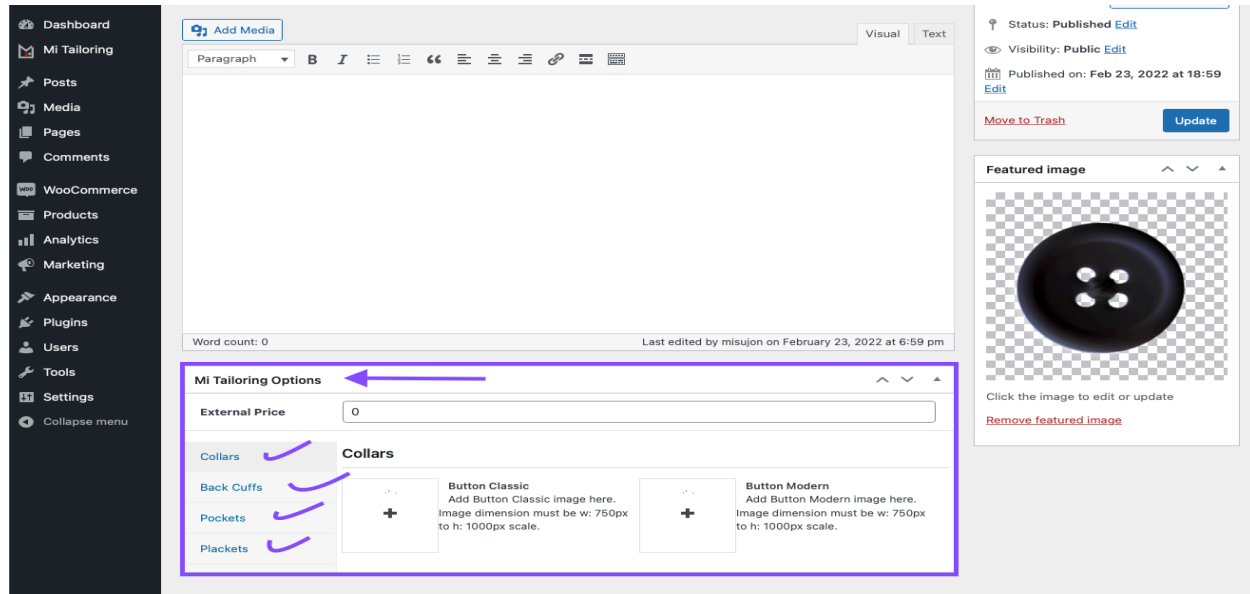 Dashboard
Mi Tailoring
Posts
Media
Pages
Comments
WooCommerce
Products
Analytics
Marketing
Appearance
Plugins
Users
Tools
Settings
Collapse menu
Add Media
Visual Text
Paragraph
Word count: 0
Last edited by misujon on February 23, 2022 at 6:59 pm
Mi Tailoring Options
External Price
0
Collars
Back Cuffs
Pockets
Plackets
Collars
Button Classic
Add Button Classic image here.
Image dimension must be w: 750px
to h: 1000px scale.
Button Modern
Add Button Modern image here.
Image dimension must be w: 750px
to h: 1000px scale.
Status: Published Edit
Visibility: Public Edit
Published on: Feb 23, 2022 at 18:59
Edit
Move to Trash
Update
Featured image
Click the image to edit or update
Remove featured image